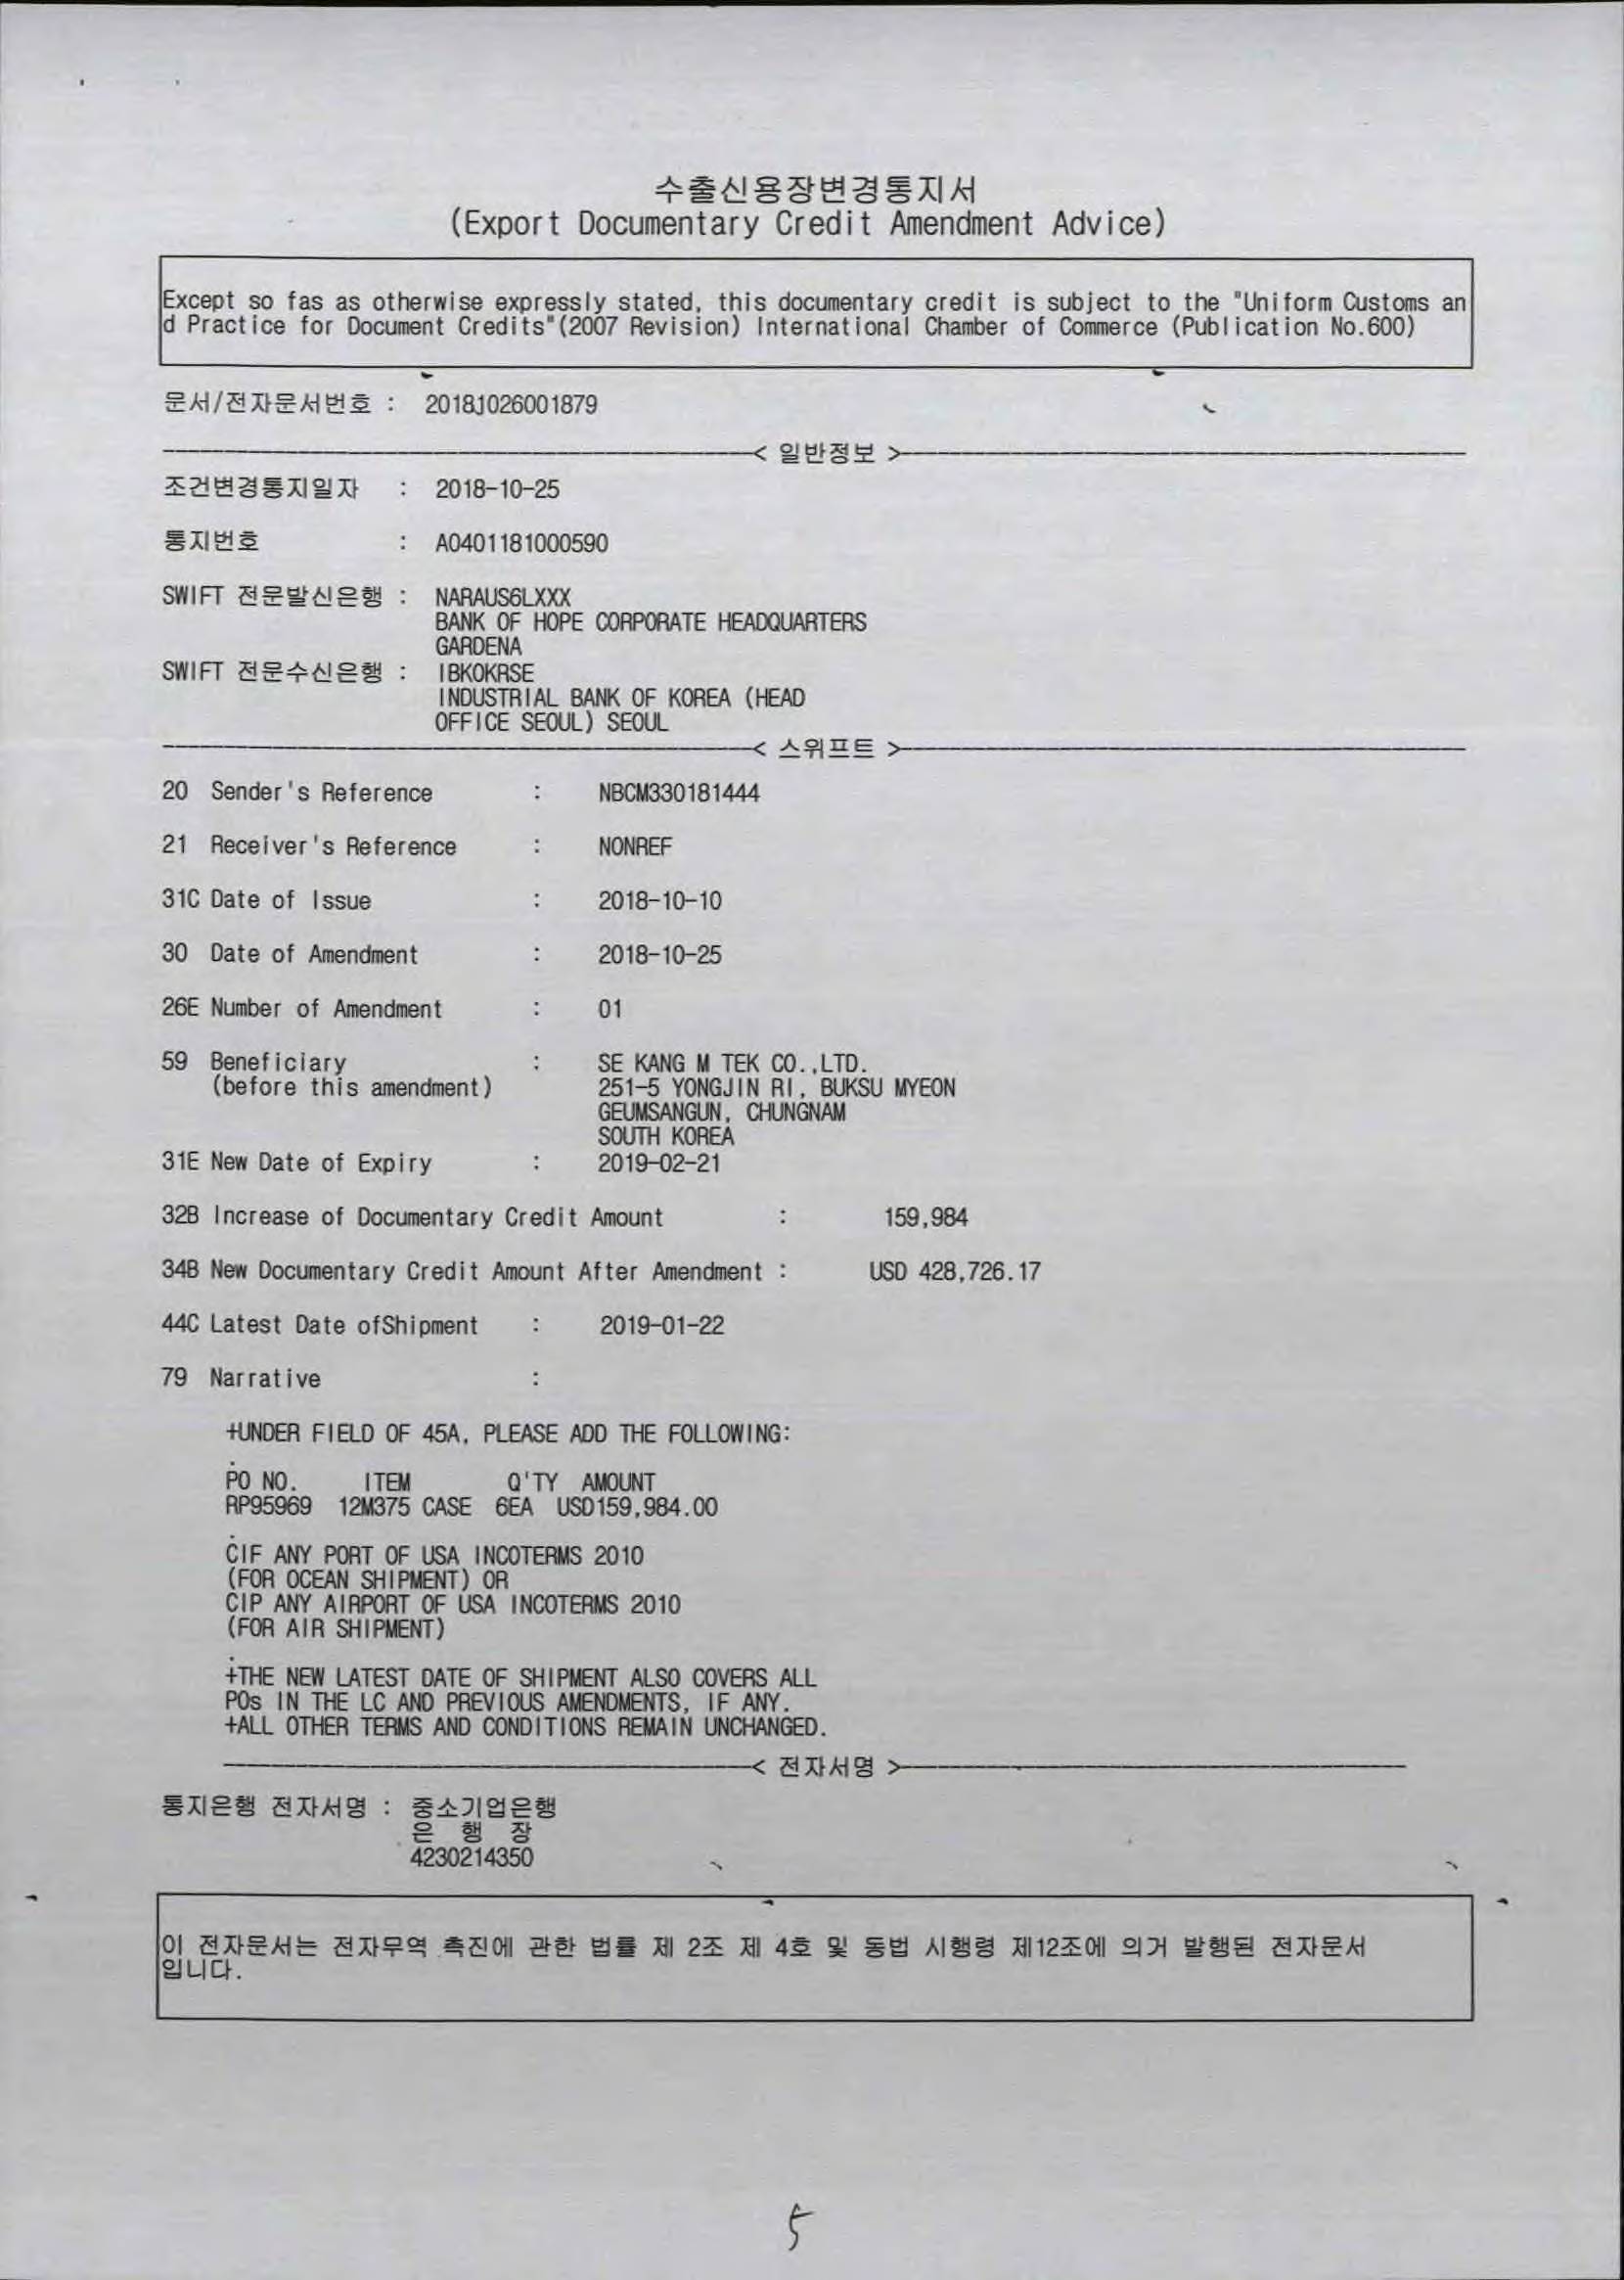 수출신용장변경통지서
(Export Documentary Credit Amendment Advice)
Except so fas as otherwise expressly stated, this documentary credit is subject to the "Uniform Customs an
d Practice for Document Credits"(2007 Revision) International Chamber of Commerce (Publication No.600)
문서/전자문서번호 : 2018J026001879
< 일반정보 >
조건변경통지일자 : 2018-10-25
통지번호 : A0401181000590
SWIFT 전문발신은행 : NARAUS6LXXX
BANK OF HOPE CORPORATE HEADQUARTERS
GARDENA
SWIFT 전문수신은행 : IBKOKRSE
INDUSTRIAL BANK OF KOREA (HEAD
OFFICE SEOUL) SEOUL
< 스위프트 >
20 Sender's Reference : NBCM330181444
21 Receiver's Reference : NONREF
31C Date of Issue : 2018-10-10
30 Date of Amendment : 2018-10-25
26E Number of Amendment : 01
59 Beneficiary : SE KANG M TEK CO.,LTD.
(before this amendment) 251-5 YONGJIN RI, BUKSU MYEON
GEUMSANGUN, CHUNGNAM
SOUTH KOREA
31E New Date of Expiry : 2019-02-21
32B Increase of Documentary Credit Amount : 159,984
34B New Documentary Credit Amount After Amendment : USD 428,726.17
44C Latest Date ofShipment : 2019-01-22
79 Narrative :
+UNDER FIELD OF 45A, PLEASE ADD THE FOLLOWING:
.
PO NO. ITEM Q'TY AMOUNT
RP95969 12M375 CASE 6EA USD159,984.00
.
CIF ANY PORT OF USA INCOTERMS 2010
(FOR OCEAN SHIPMENT) OR
CIP ANY AIRPORT OF USA INCOTERMS 2010
(FOR AIR SHIPMENT)
.
+THE NEW LATEST DATE OF SHIPMENT ALSO COVERS ALL
POs IN THE LC AND PREVIOUS AMENDMENTS, IF ANY.
+ALL OTHER TERMS AND CONDITIONS REMAIN UNCHANGED.
< 전자서명 >
통지은행 전자서명 : 중소기업은행
은 행 장
4230214350
이 전자문서는 전자무역 촉진에 관한 법률 제 2조 제 4호 및 동법 시행령 제12조에 의거 발행된 전자문서
입니다.
5